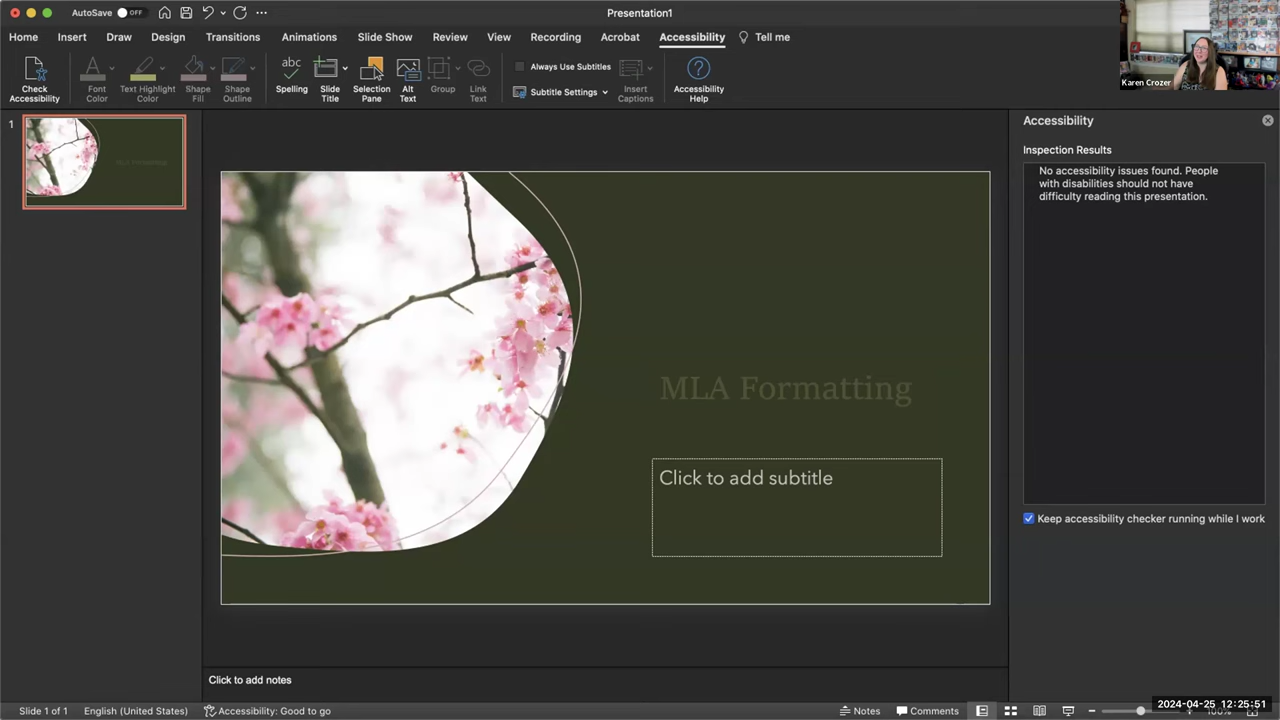 AutoSave OFF
Presentation1
Home Insert Draw Design Transitions Animations Slide Show Review View Recording Acrobat Accessibility Tell me
Check Accessibility
Font Color
Text Highlight Color
Shape Fill
Shape Outline
abc
Spelling
Slide Title
Selection Pane
Alt Text
Group
Link Text
Always Use Subtitles
Subtitle Settings
Insert Captions
Accessibility Help
Karen Crozer
1
MLA Formatting
MLA Formatting
Click to add subtitle
Accessibility
Inspection Results
No accessibility issues found. People
with disabilities should not have
difficulty reading this presentation.
Keep accessibility checker running while I work
Click to add notes
Slide 1 of 1 English (United States) Accessibility: Good to go Notes Comments
2024-04-25 12:25:51